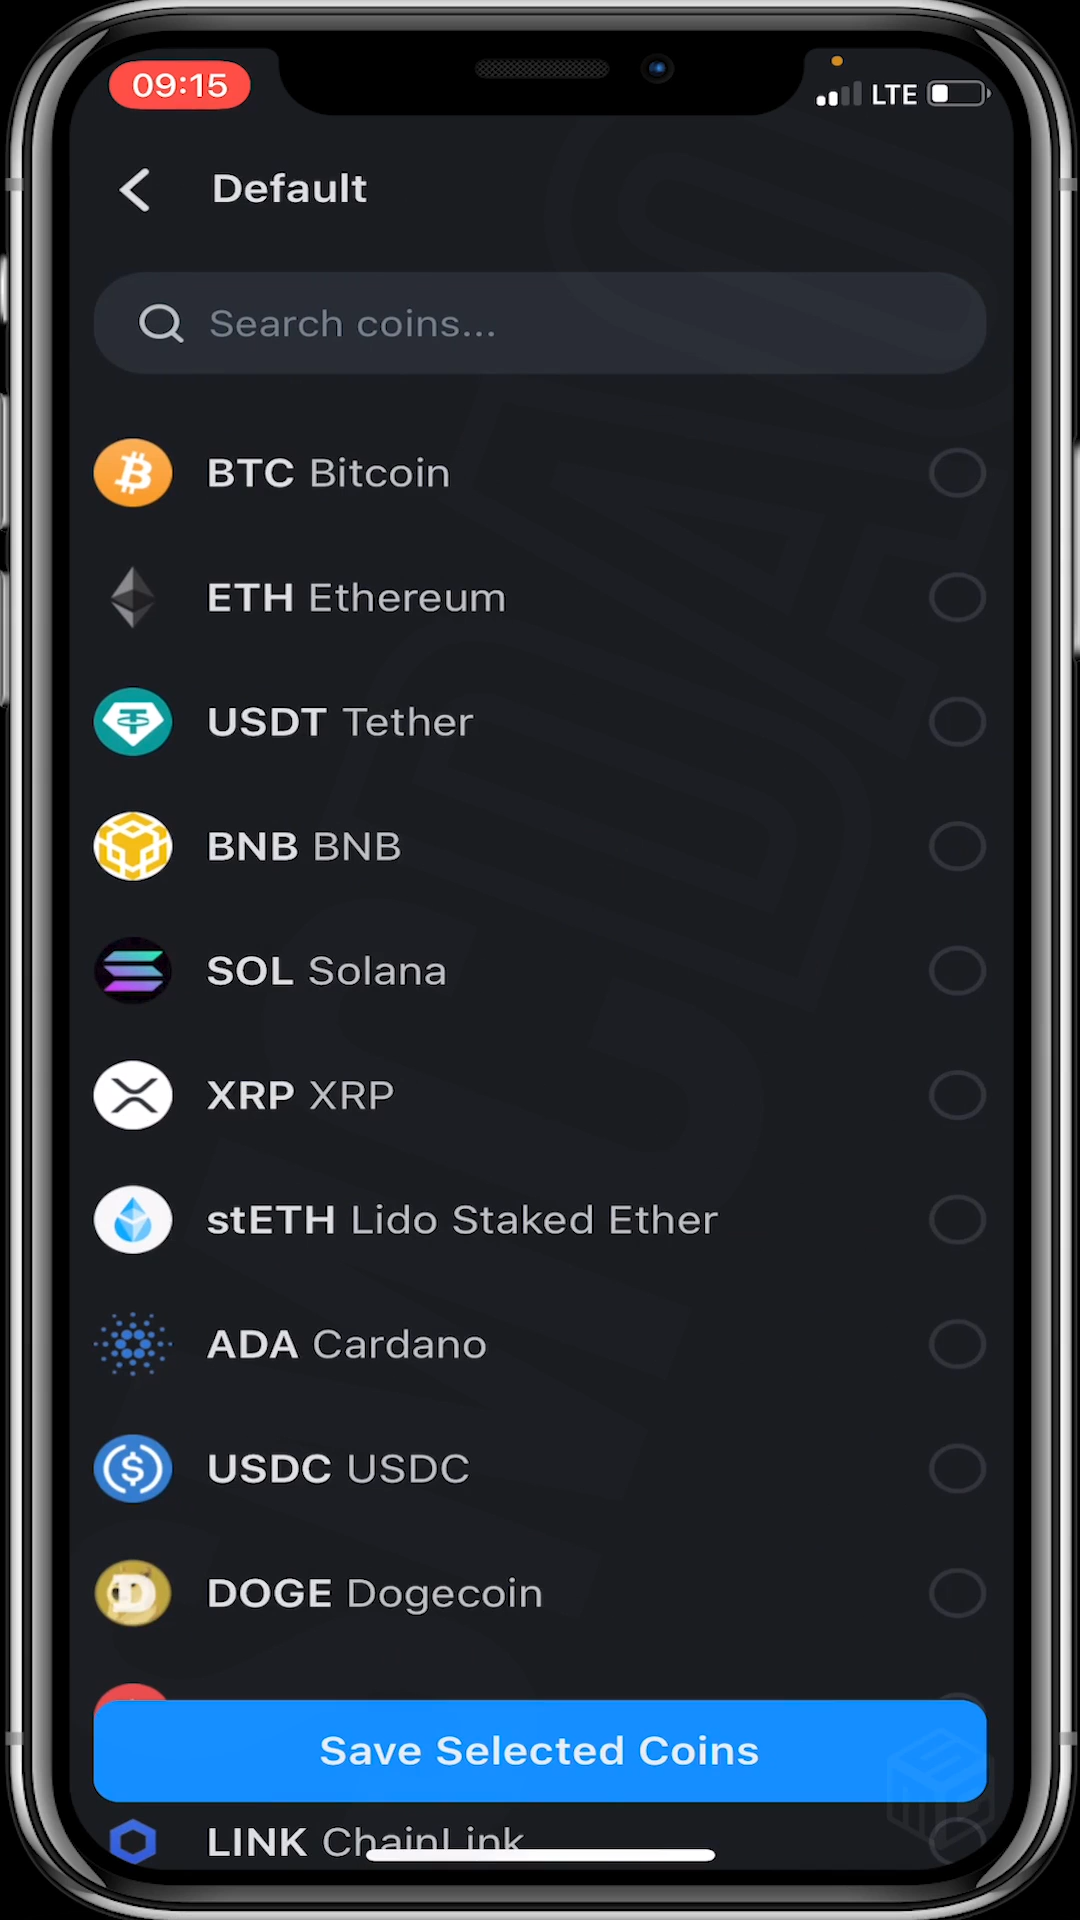 09:15
LTE
Default
Search coins...
BTC Bitcoin
ETH Ethereum
USDT Tether
BNB BNB
SOL Solana
XRP XRP
stETH Lido Staked Ether
ADA Cardano
USDC USDC
DOGE Dogecoin
Save Selected Coins
LINK ChainLink